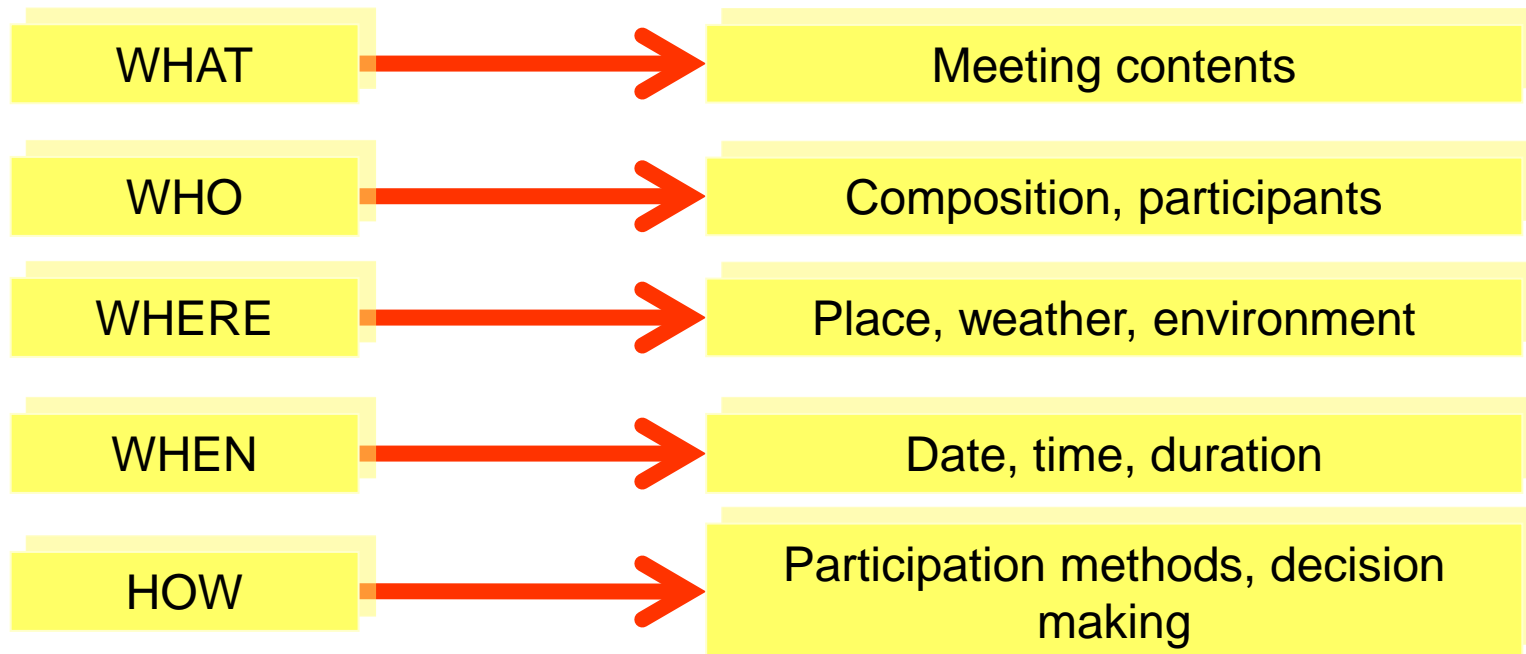 WHAT
Meeting contents
WHO
Composition, participants
WHERE
Place, weather, environment
WHEN
Date, time, duration
HOW
Participation methods, decision
making